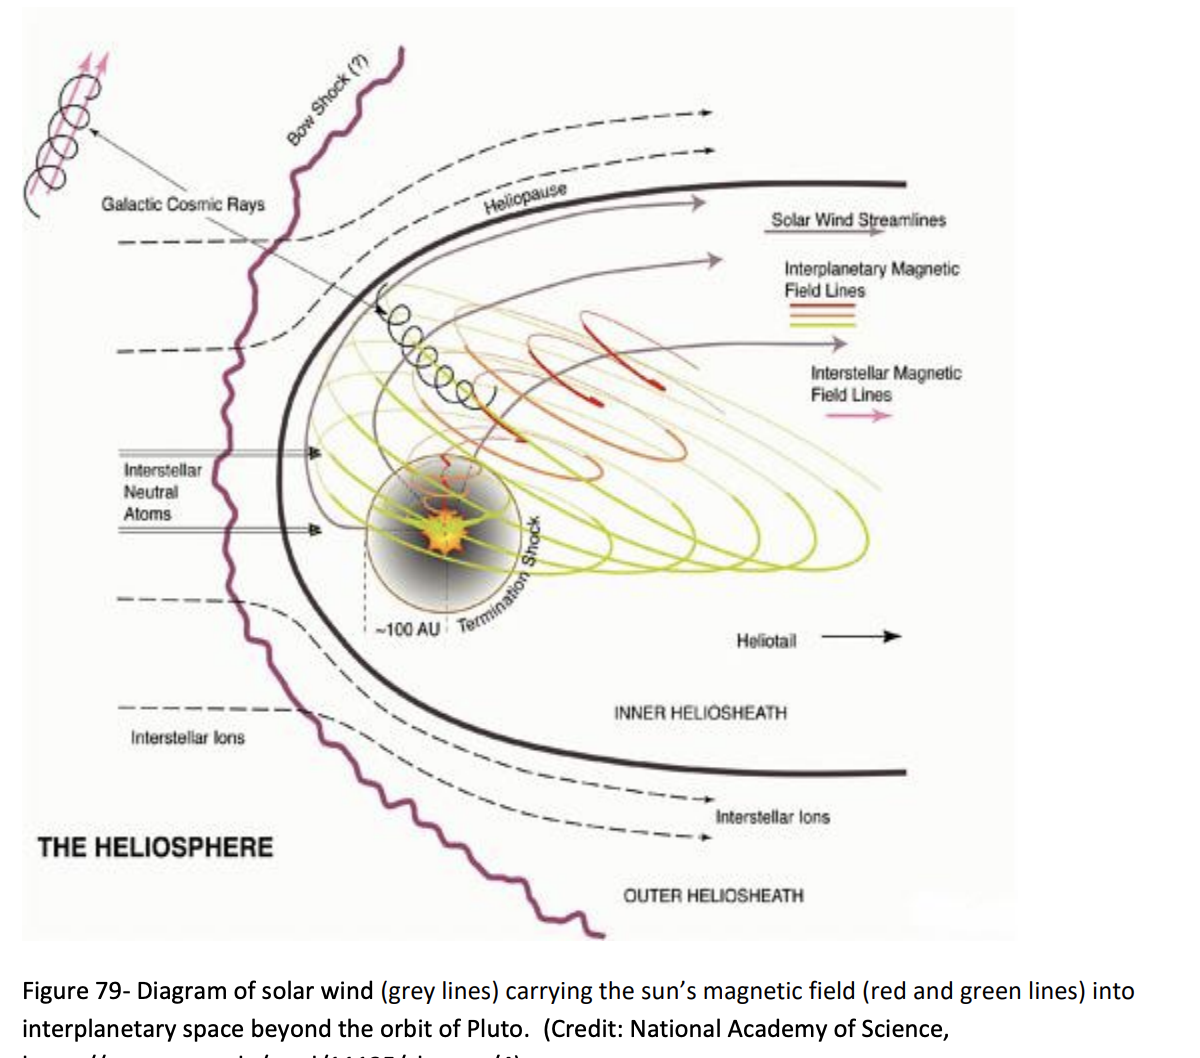 Bow Shock (?)
Galactic Cosmic Rays
Heliopause
Solar Wind Streamlines
Interplanetary Magnetic
Field Lines
Interstellar Magnetic
Field Lines
Interstellar
Neutral
Atoms
Termination Shock
~100 AU
Heliotail
INNER HELIOSHEATH
Interstellar Ions
Interstellar Ions
THE HELIOSPHERE
OUTER HELIOSHEATH
Figure 79- Diagram of solar wind (grey lines) carrying the sun’s magnetic field (red and green lines) into
interplanetary space beyond the orbit of Pluto.  (Credit: National Academy of Science,